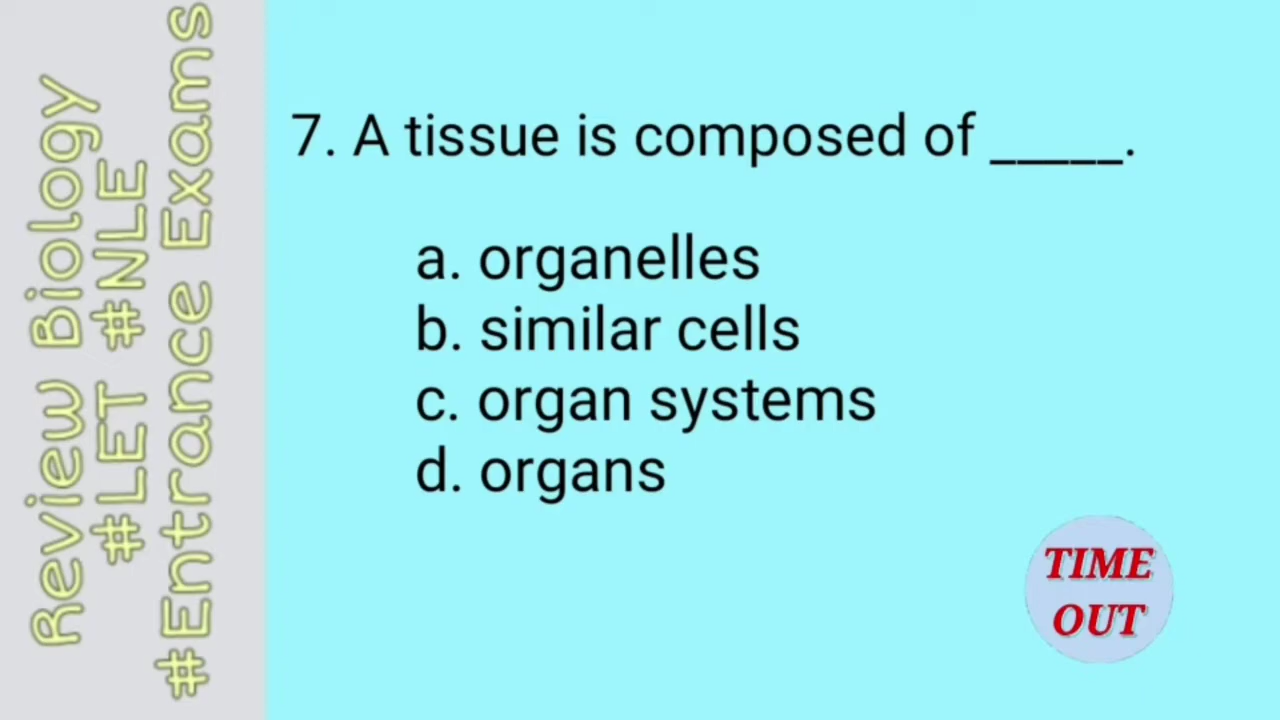 Review Biology
#LET #NLE
#Entrance Exams
7. A tissue is composed of _____.
a. organelles
b. similar cells
c. organ systems
d. organs
TIME
OUT